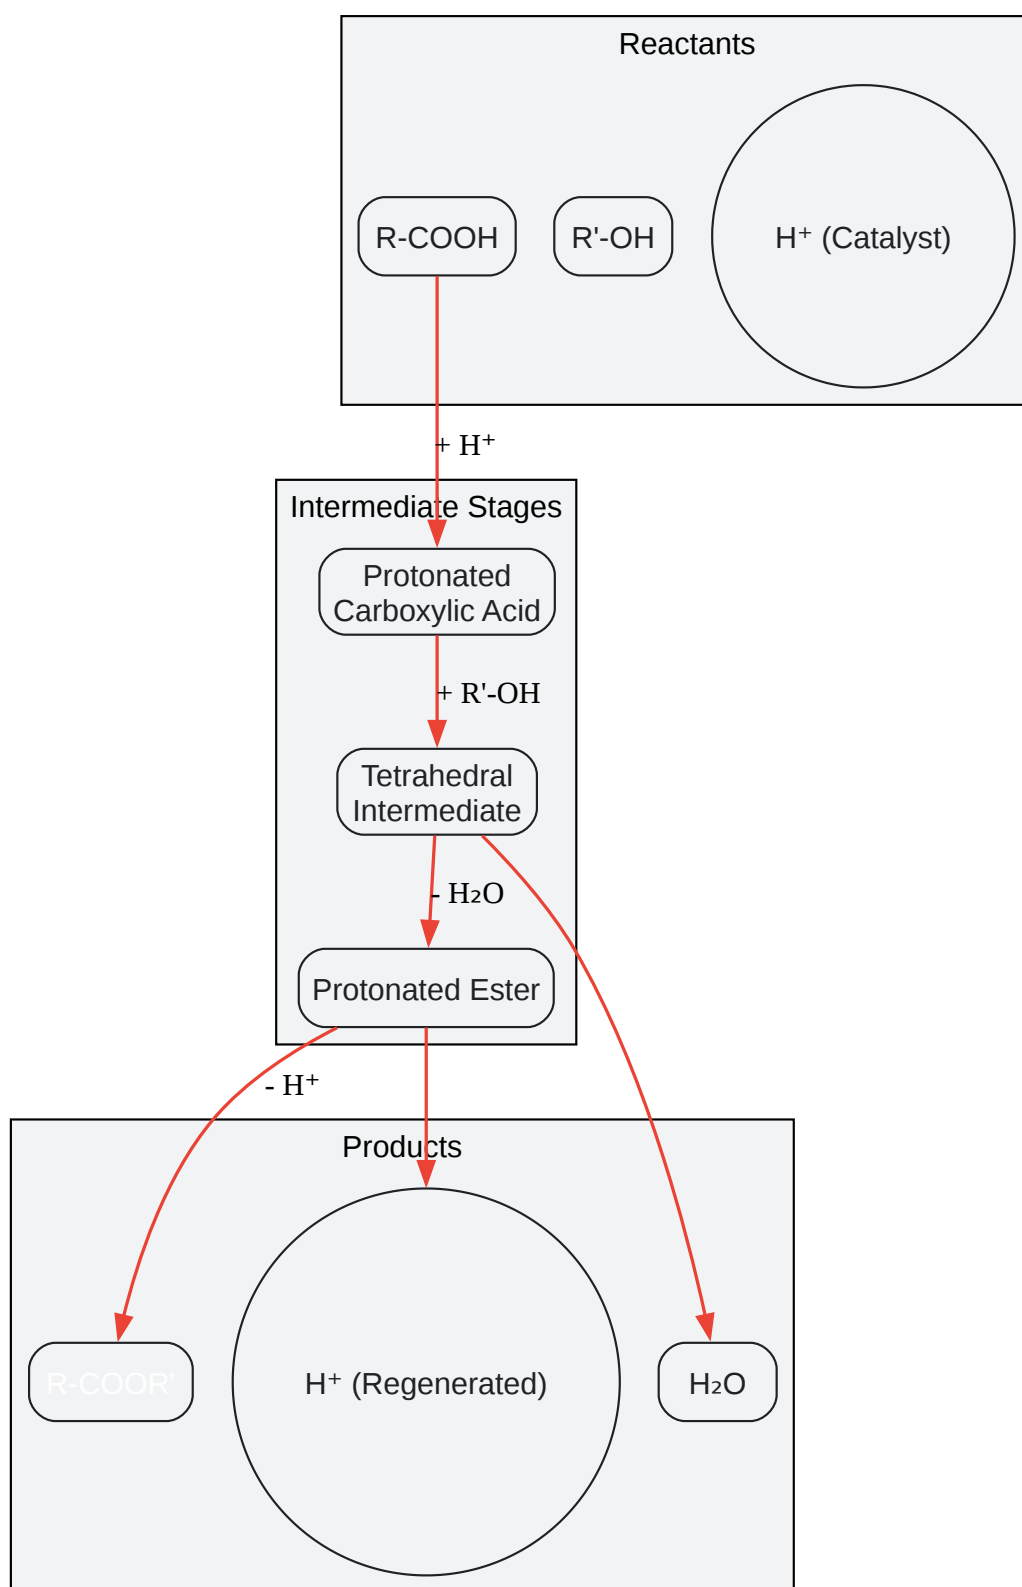 Reactants
R-COOH
R'-OH
H⁺ (Catalyst)
+ H⁺
Intermediate Stages
Protonated
Carboxylic Acid
+ R'-OH
Tetrahedral
Intermediate
- H₂O
Protonated Ester
- H⁺
Products
R-COOR'
H⁺ (Regenerated)
H₂O